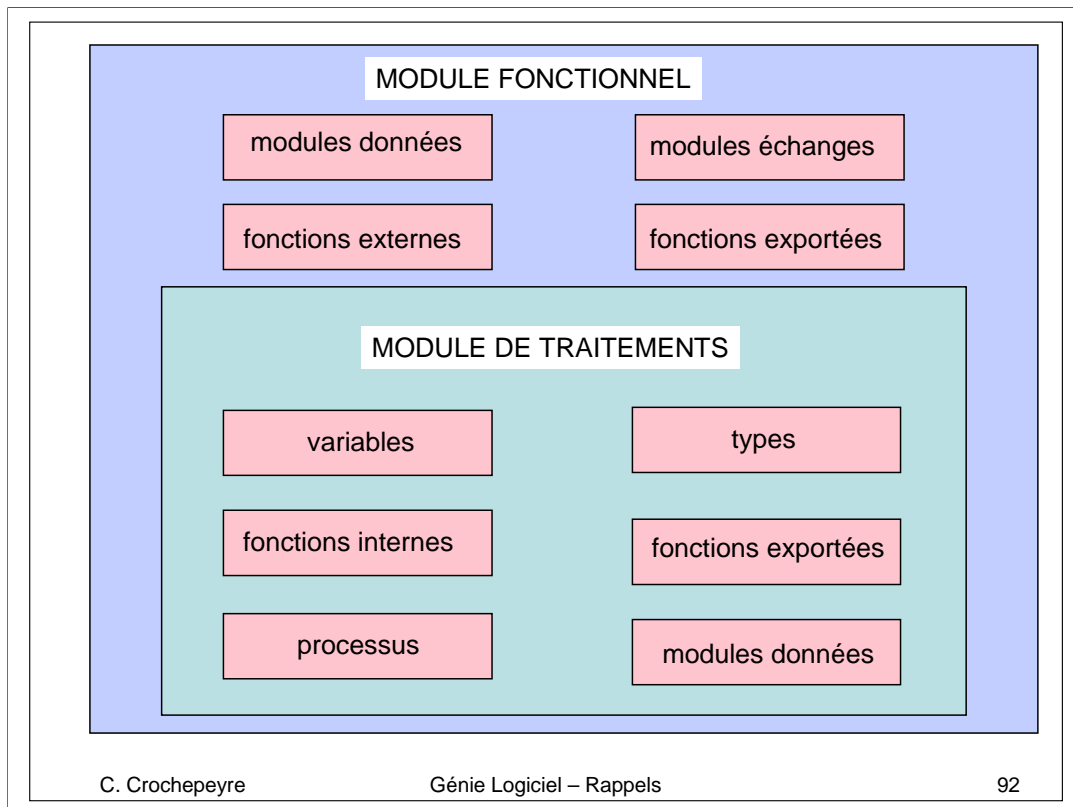 MODULE FONCTIONNEL
modules données
modules échanges
fonctions externes
fonctions exportées
MODULE DE TRAITEMENTS
variables
types
fonctions internes
fonctions exportées
processus
modules données
C. Crochepeyre
Génie Logiciel – Rappels
92